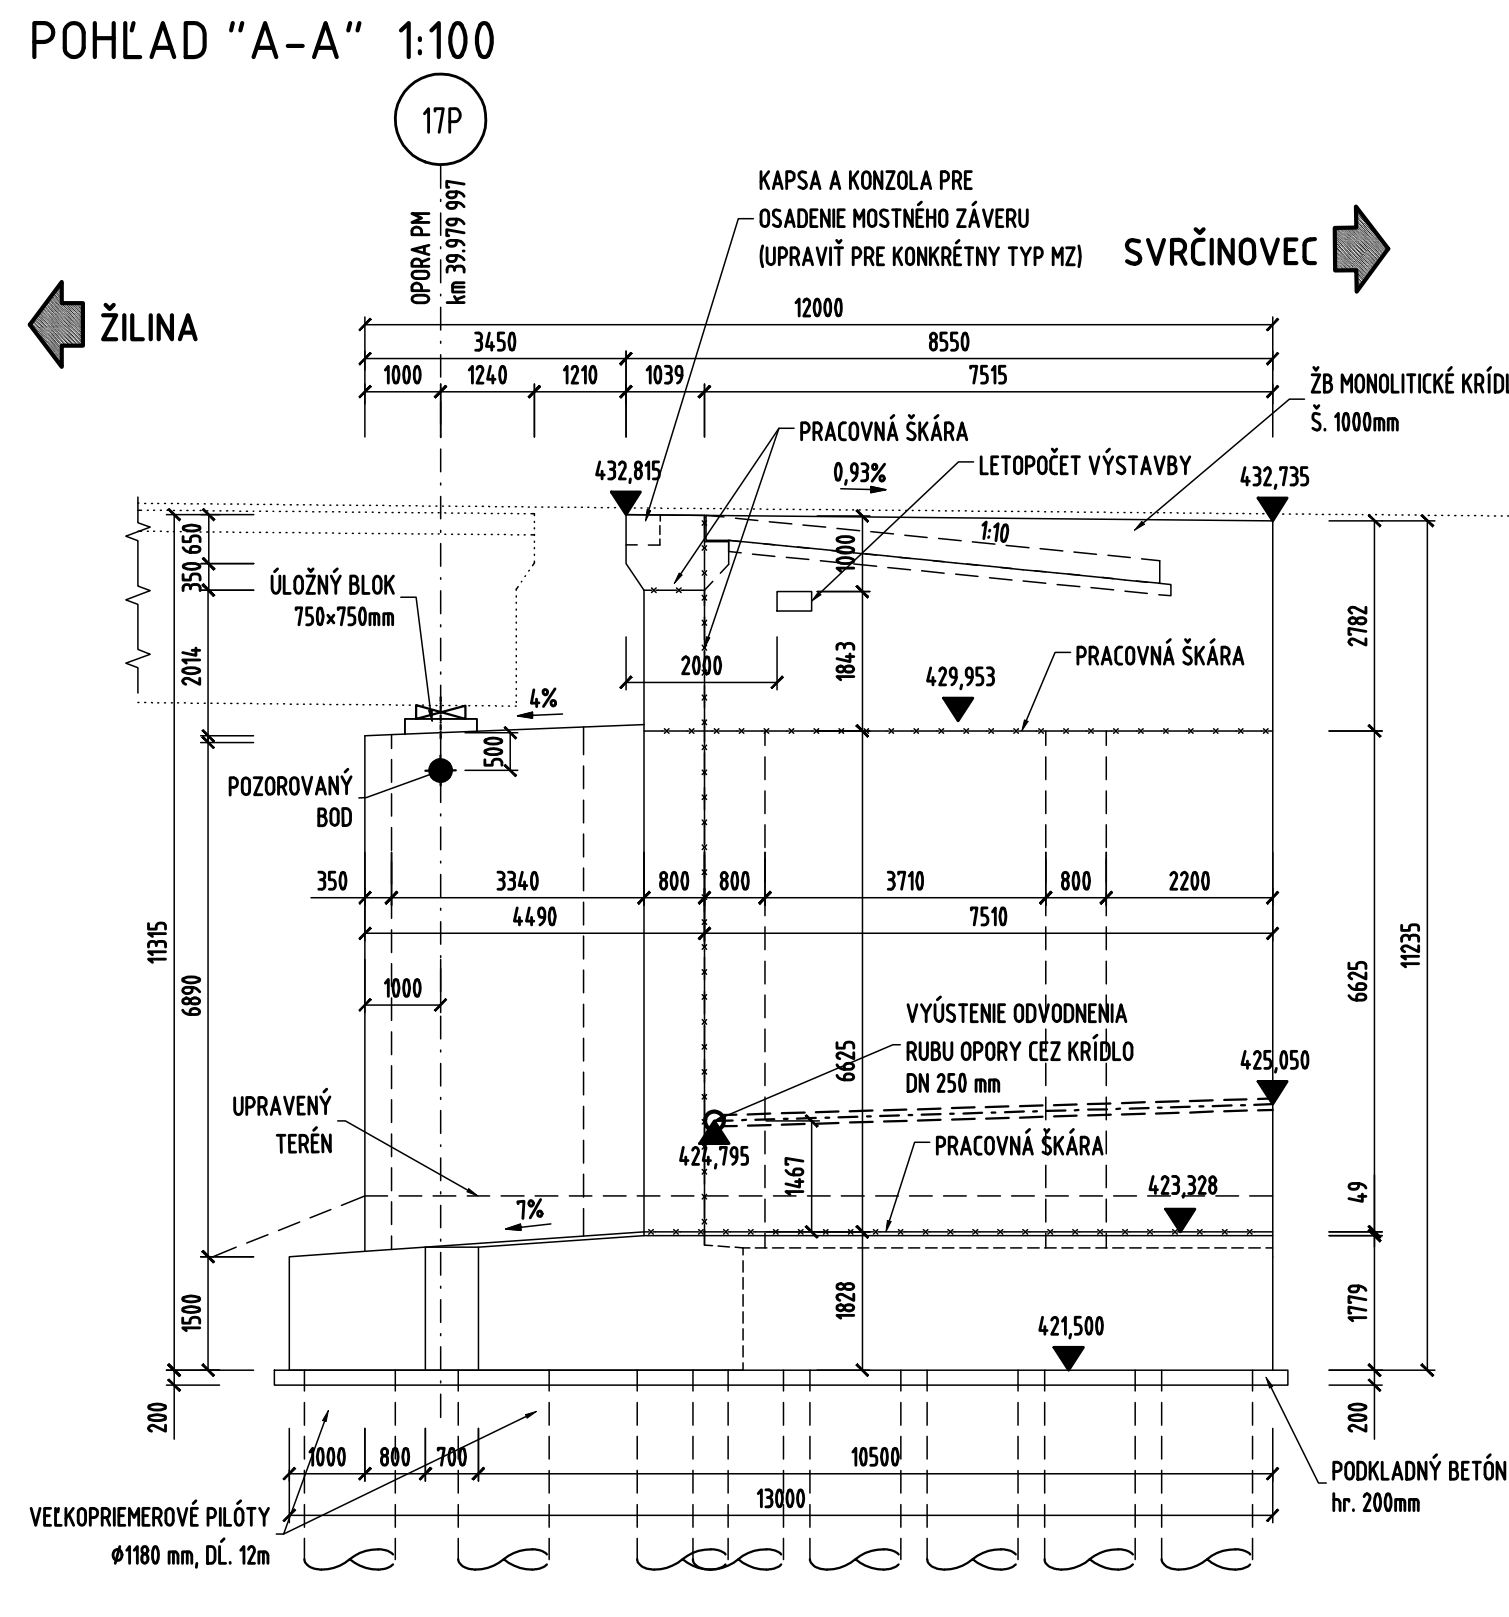 POHĽAD "A-A" 1:100
17P
OPORA PM
km 39.979 997
KAPSA A KONZOLA PRE
OSADENIE MOSTNÉHO ZÁVERU
(UPRAVIŤ PRE KONKRÉTNY TYP MZ)
SVRČINOVEC
ŽILINA
12000
3450
8550
1000
1240
1210
1039
7515
ŽB MONOLITICKÉ KRÍDL
Š. 1000mm
PRACOVNÁ ŠKÁRA
LETOPOČET VÝSTAVBY
432,815
0,93%
432,735
1:10
650
350
1000
ÚLOŽNÝ BLOK
750×750mm
2014
2000
1843
2782
PRACOVNÁ ŠKÁRA
429,953
4%
500
POZOROVANÝ
BOD
350
3340
800
800
3710
800
2200
4490
7510
11315
6890
1000
6625
6625
11235
VYÚSTENIE ODVODNENIA
RUBU OPORY CEZ KRÍDLO
DN 250 mm
425,050
UPRAVENÝ
TERÉN
424,795
1467
PRACOVNÁ ŠKÁRA
423,328
49
7%
1500
1828
1779
421,500
200
200
1000
800
700
10500
13000
PODKLADNÝ BETÓN
hr. 200mm
VEĽKOPRIEMEROVÉ PILÓTY
ϕ1180 mm, DĹ. 12m